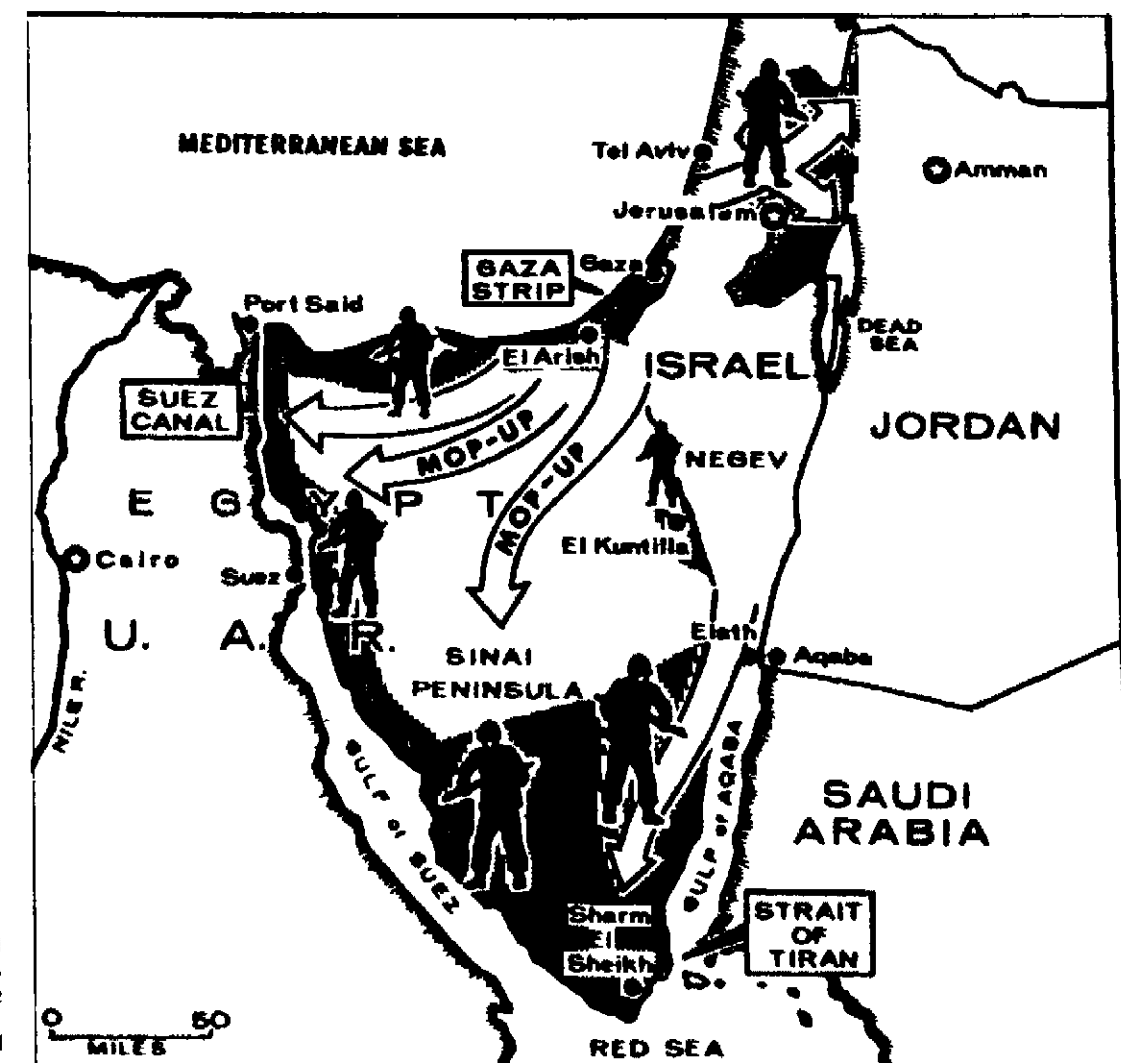 MEDITERRANEAN SEA
Tel Aviv
Amman
Jerusalem
GAZA
STRIP
Gaza
Port Said
DEAD
SEA
El Arish
ISRAEL
SUEZ
CANAL
JORDAN
MOP-UP
MOP-UP
NEGEV
EGYPT
El Kuntilla
Cairo
Suez
U. A. R.
Elath
Aqaba
SINAI
PENINSULA
NILE R.
GULF of SUEZ
GULF of AQABA
SAUDI
ARABIA
Sharm
El
Sheikh
STRAIT
OF
TIRAN
0 50
MILES
RED SEA